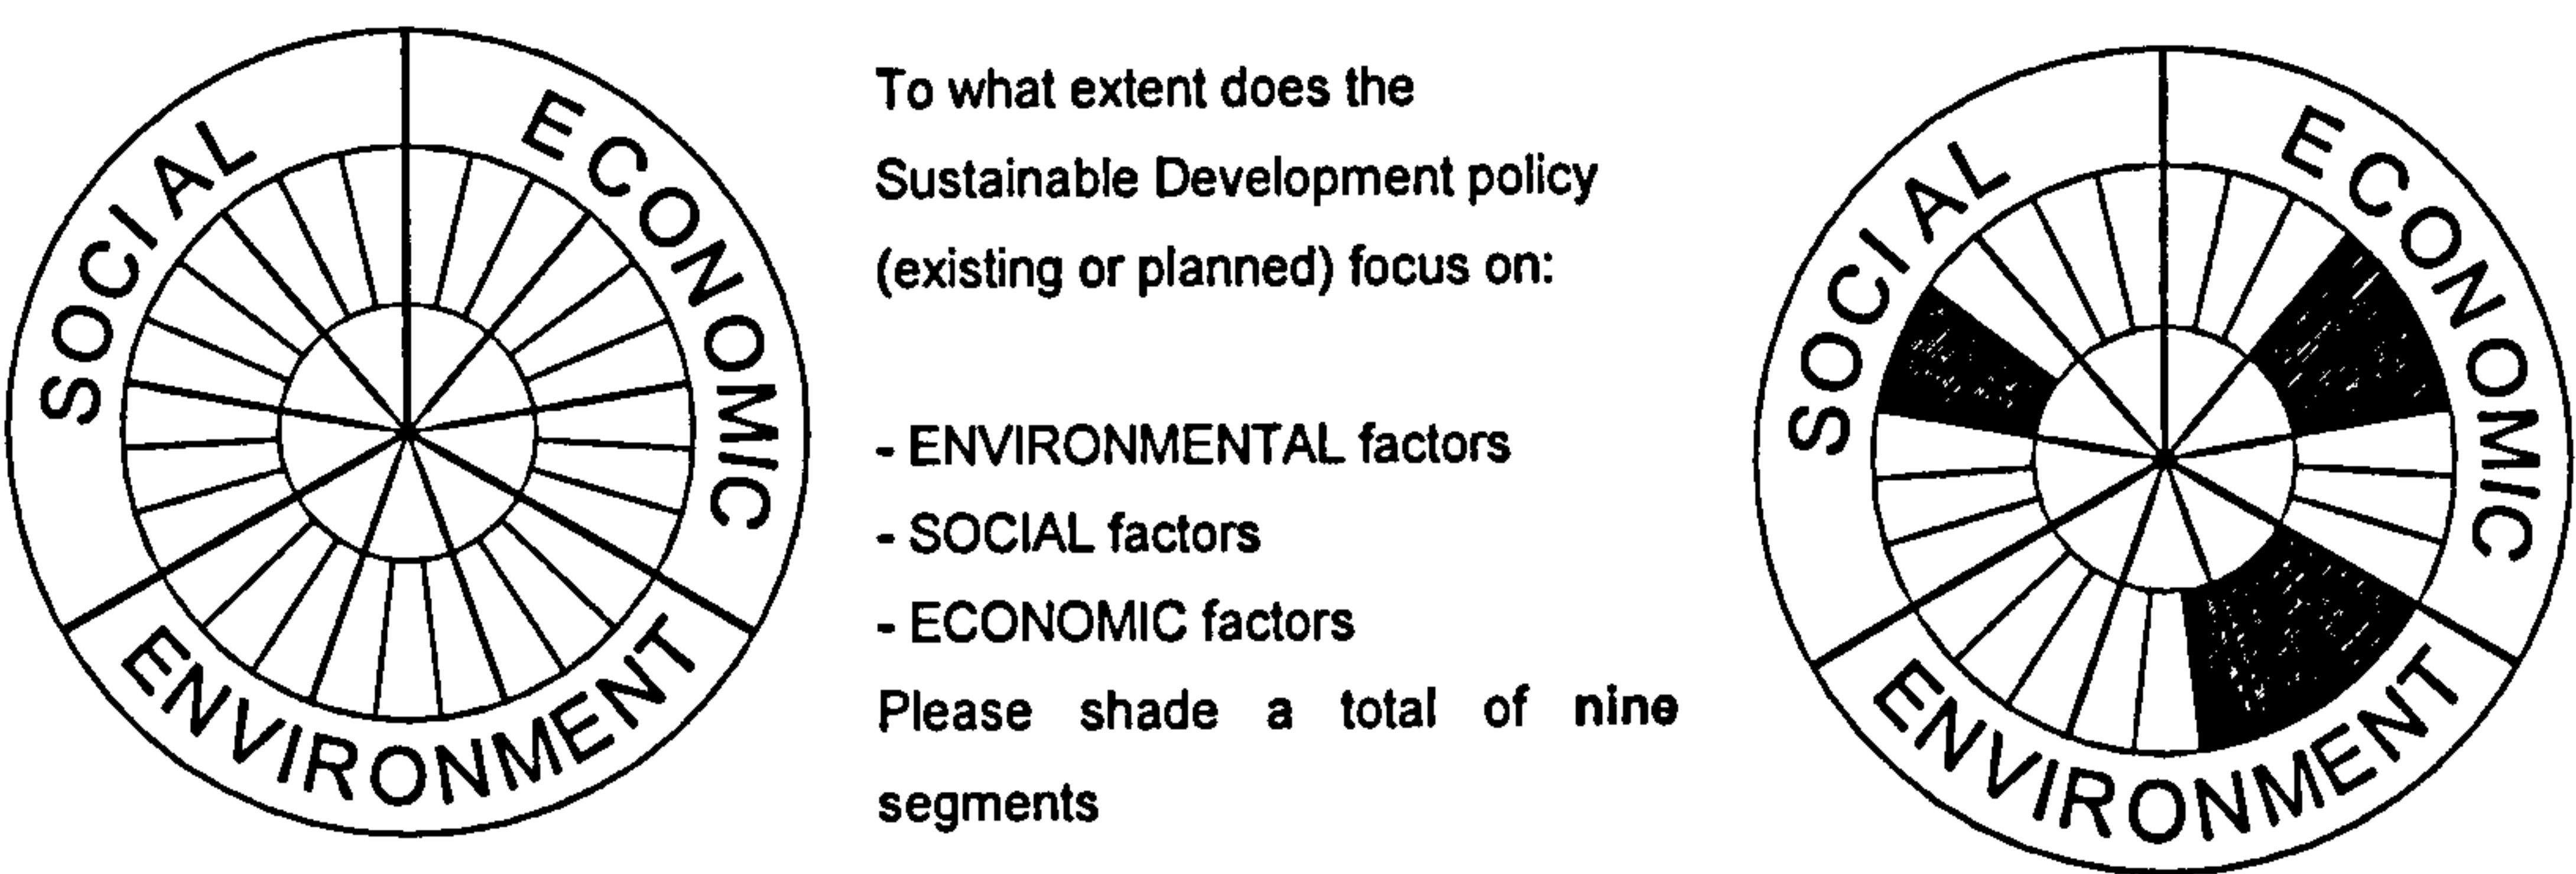 SOCIAL
ECONOMIC
ENVIRONMENT
To what extent does the
Sustainable Development policy
(existing or planned) focus on:
- ENVIRONMENTAL factors
- SOCIAL factors
- ECONOMIC factors
Please shade a total of nine
segments
SOCIAL
ECONOMIC
ENVIRONMENT